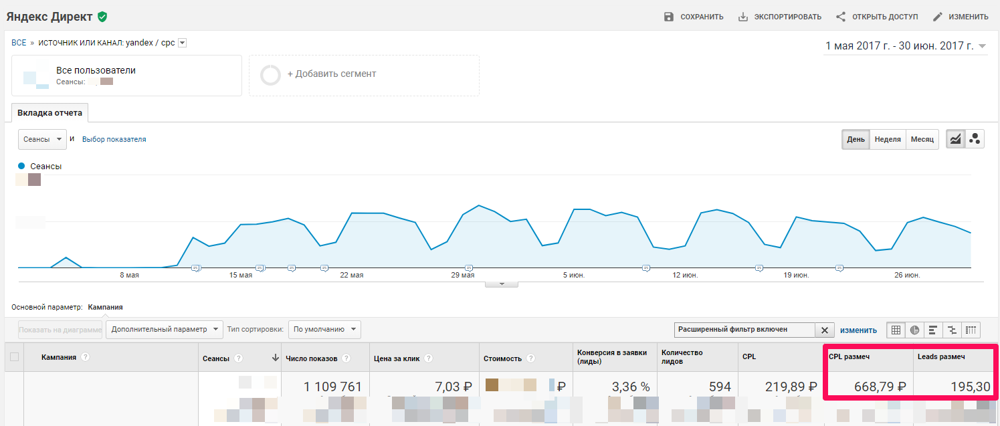 Яндекс Директ
СОХРАНИТЬ ЭКСПОРТИРОВАТЬ ОТКРЫТЬ ДОСТУП ИЗМЕНИТЬ
ВСЕ » ИСТОЧНИК ИЛИ КАНАЛ: yandex / cpc
1 мая 2017 г. - 30 июн. 2017 г.
Все пользователи
Сеансы:
+ Добавить сегмент
Вкладка отчета
Сеансы и Выбор показателя
День Неделя Месяц
Сеансы
8 мая 15 мая 22 мая 29 мая 5 июн. 12 июн. 19 июн. 26 июн.
Основной параметр: Кампания
Показать на диаграмме Дополнительный параметр Тип сортировки: По умолчанию Расширенный фильтр включен изменить
Кампания ? Сеансы ? Число показов ? Цена за клик ? Стоимость ? Конверсия в заявки (лиды) Количество лидов CPL CPL размеч Leads размеч
1 109 761 7,03 ₽ ₽ 3,36 % 594 219,89 ₽ 668,79 ₽ 195,30